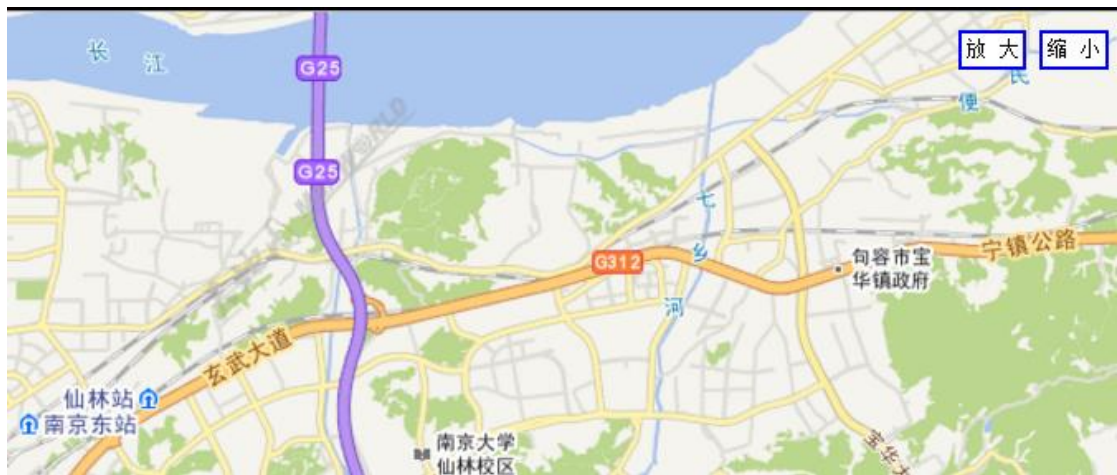 放 大
缩 小
长 江
G25
G25
便 民
七 乡 河
G312
宁镇公路
句容市宝
华镇政府
玄武大道
仙林站
南京东站
南京大学
仙林校区
宝华